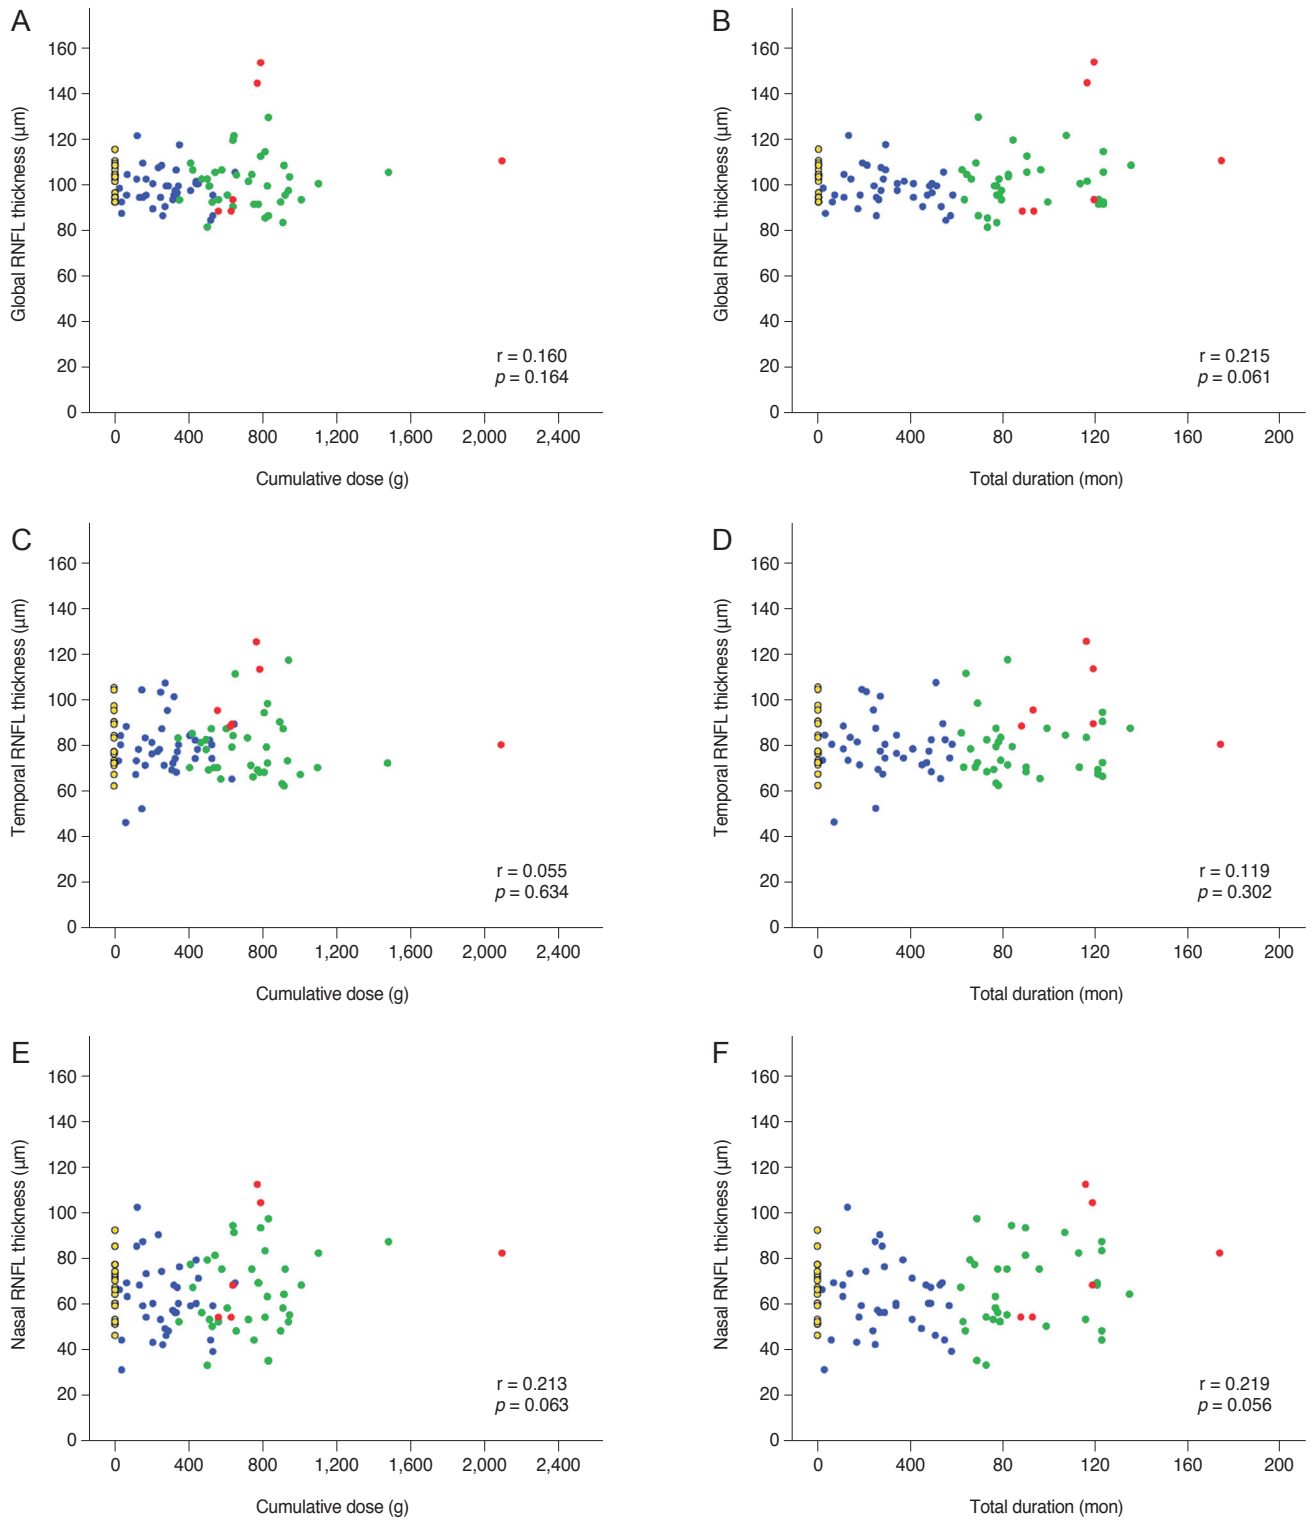 A
160
140
120
100
80
60
40
20
0
Global RNFL thickness (µm)
r = 0.160
p = 0.164
0 400 800 1,200 1,600 2,000 2,400
Cumulative dose (g)
B
160
140
120
100
80
60
40
20
0
Global RNFL thickness (µm)
r = 0.215
p = 0.061
0 400 80 120 160 200
Total duration (mon)
C
160
140
120
100
80
60
40
20
0
Temporal RNFL thickness (µm)
r = 0.055
p = 0.634
0 400 800 1,200 1,600 2,000 2,400
Cumulative dose (g)
D
160
140
120
100
80
60
40
20
0
Temporal RNFL thickness (µm)
r = 0.119
p = 0.302
0 400 80 120 160 200
Total duration (mon)
E
160
140
120
100
80
60
40
20
0
Nasal RNFL thickness (µm)
r = 0.213
p = 0.063
0 400 800 1,200 1,600 2,000 2,400
Cumulative dose (g)
F
160
140
120
100
80
60
40
20
0
Nasal RNFL thickness (µm)
r = 0.219
p = 0.056
0 400 80 120 160 200
Total duration (mon)